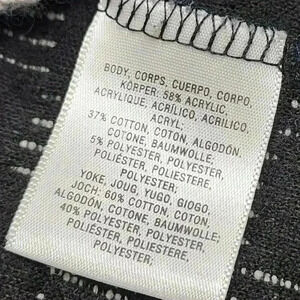 BODY, CORPS, CUERPO, CORPO,
KÖRPER: 58% ACRYLIC,
ACRYLIQUE, ACRÍLICO, ACRILICO,
ACRYL
37% COTTON, COTON, ALGODÓN,
COTONE, BAUMWOLLE;
5% POLYESTER, POLYESTER,
POLIÉSTER, POLIESTERE,
POLYESTER;
YOKE, JOUG, YUGO, GIOGO,
JOCH: 60% COTTON, COTON,
ALGODÓN, COTONE, BAUMWOLLE;
40% POLYESTER, POLYESTER,
POLIÉSTER, POLIESTERE,
POLYESTER;